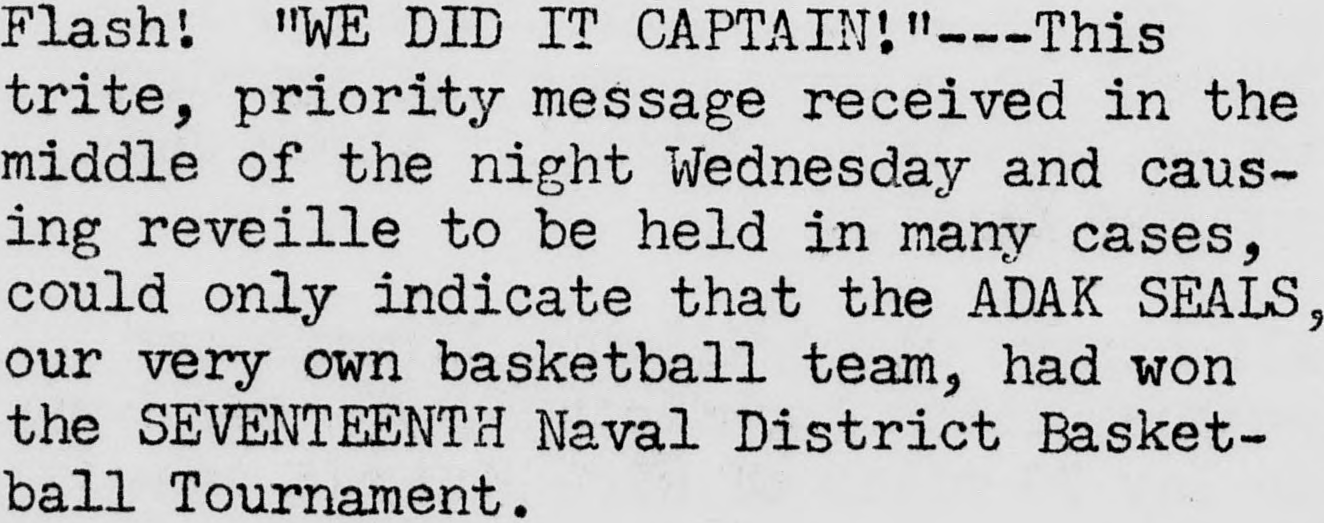 Flash!  "WE DID IT CAPTAIN!"---This
trite, priority message received in the
middle of the night Wednesday and caus-
ing reveille to be held in many cases,
could only indicate that the ADAK SEALS,
our very own basketball team, had won
the SEVENTEENTH Naval District Basket-
ball Tournament.